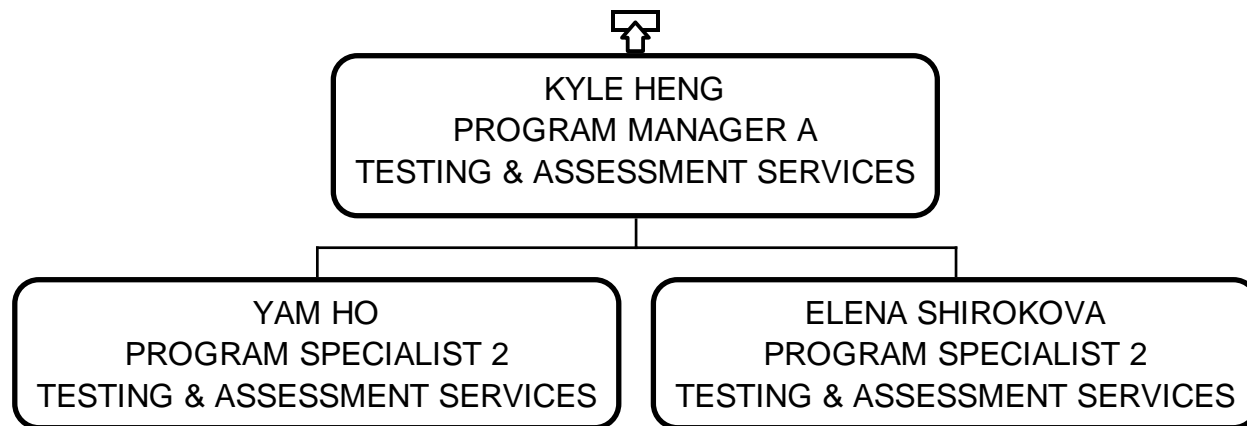 KYLE HENG
PROGRAM MANAGER A
TESTING & ASSESSMENT SERVICES
YAM HO
PROGRAM SPECIALIST 2
TESTING & ASSESSMENT SERVICES
ELENA SHIROKOVA
PROGRAM SPECIALIST 2
TESTING & ASSESSMENT SERVICES